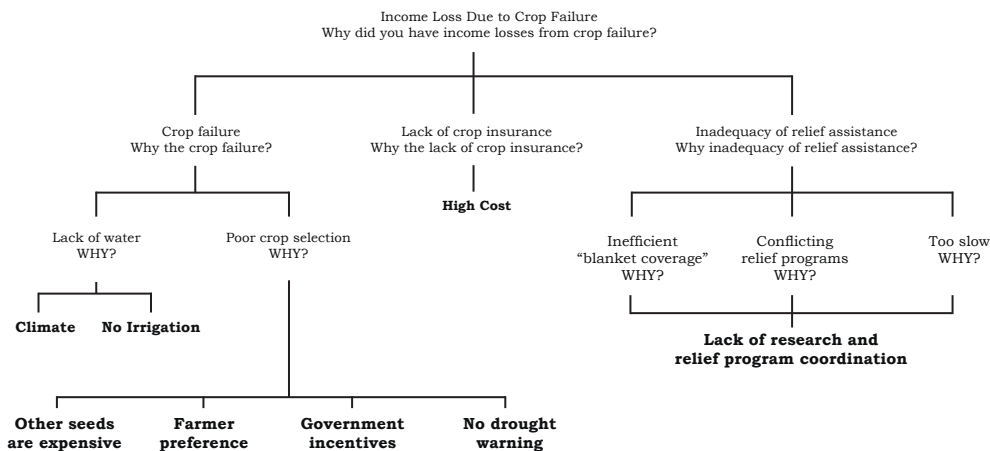 Income Loss Due to Crop Failure
Why did you have income losses from crop failure?
Crop failure
Why the crop failure?
Lack of crop insurance
Why the lack of crop insurance?
Inadequacy of relief assistance
Why inadequacy of relief assistance?
High Cost
Lack of water
WHY?
Poor crop selection
WHY?
Inefficient
“blanket coverage”
WHY?
Conflicting
relief programs
WHY?
Too slow
WHY?
Climate
No Irrigation
Lack of research and
relief program coordination
Other seeds
are expensive
Farmer
preference
Government
incentives
No drought
warning